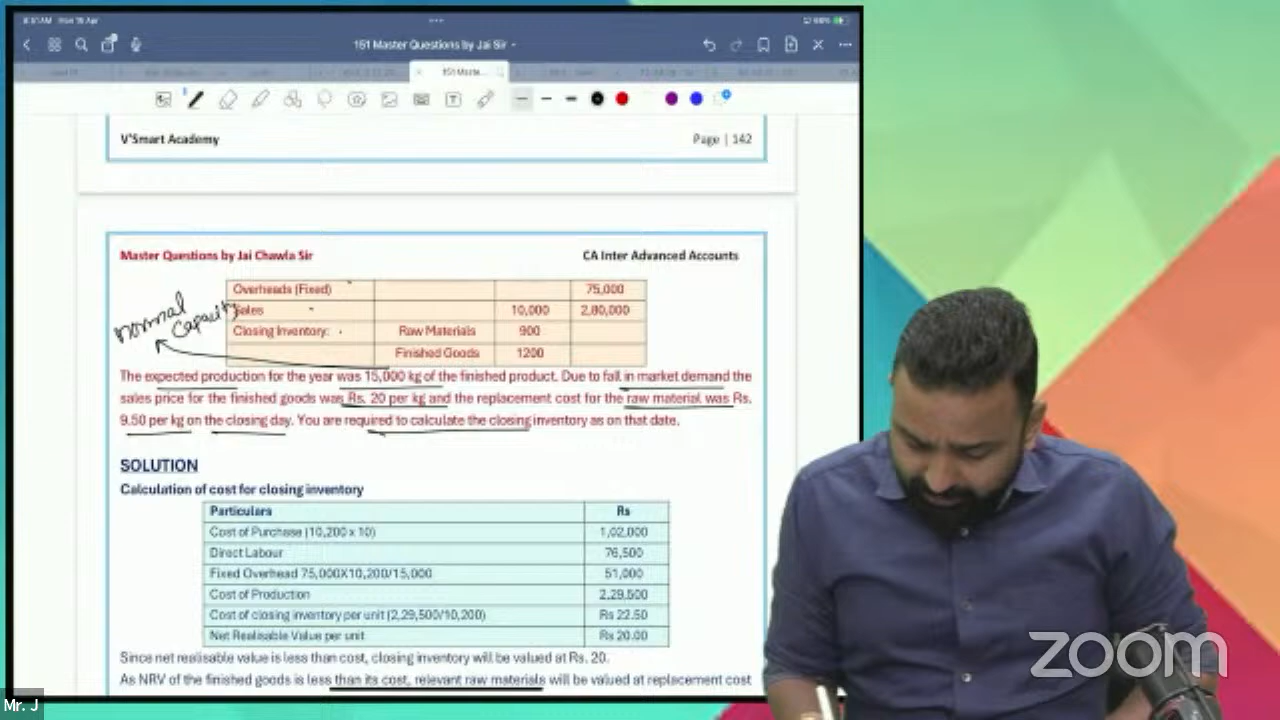 151 Master Questions by Jai Sir
151 Maste...
V'Smart Academy Page | 142
Master Questions by Jai Chawla Sir CA Inter Advanced Accounts
Overheads (Fixed) 75,000
Sales 10,000 2,80,000
Closing Inventory: Raw Materials 900
Finished Goods 1200
normal
capacity
The expected production for the year was 15,000 kg of the finished product. Due to fall in market demand the
sales price for the finished goods was Rs. 20 per kg and the replacement cost for the raw material was Rs.
9.50 per kg on the closing day. You are required to calculate the closing inventory as on that date.
SOLUTION
Calculation of cost for closing inventory
Particulars Rs
Cost of Purchase (10,200 x 10) 1,02,000
Direct Labour 76,500
Fixed Overhead 75,000X10,200/15,000 51,000
Cost of Production 2,29,500
Cost of closing inventory per unit (2,29,500/10,200) Rs 22.50
Net Realisable Value per unit Rs 20.00
Since net realisable value is less than cost, closing inventory will be valued at Rs. 20.
As NRV of the finished goods is less than its cost, relevant raw materials will be valued at replacement cost
zoom
Mr. J